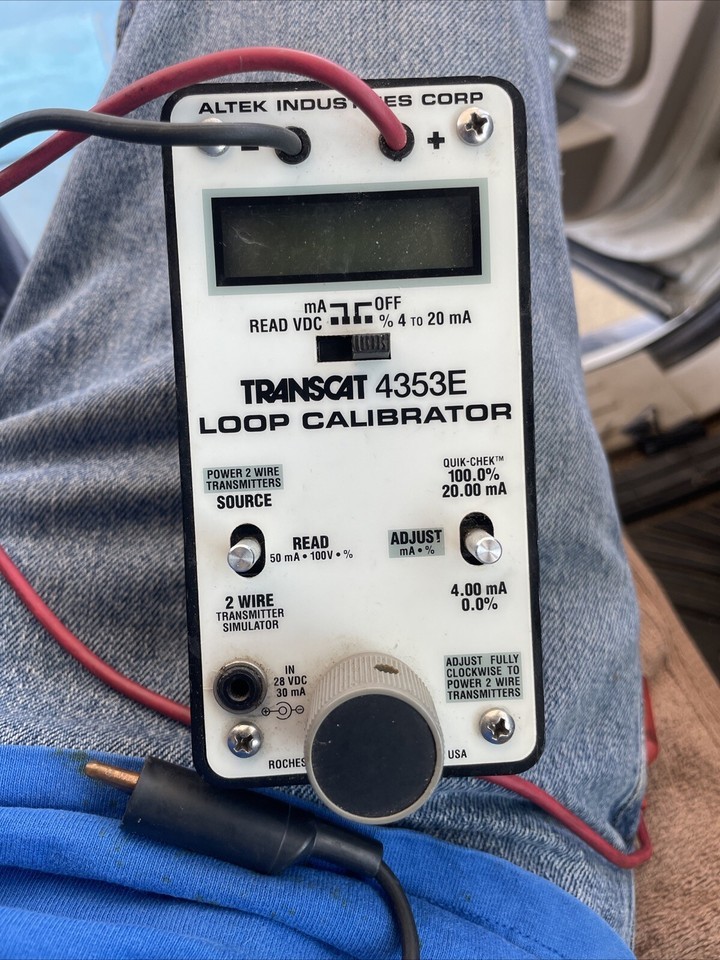 ALTEK INDUSTRIES CORP
- +
mA OFF
READ VDC % 4 TO 20 mA
TRANSCAT 4353E
LOOP CALIBRATOR
POWER 2 WIRE
TRANSMITTERS
SOURCE
READ
50 mA • 100V • %
2 WIRE
TRANSMITTER
SIMULATOR
QUIK-CHEK™
100.0%
20.00 mA
ADJUST
mA • %
4.00 mA
0.0%
IN
28 VDC
30 mA
+ -
ADJUST FULLY
CLOCKWISE TO
POWER 2 WIRE
TRANSMITTERS
USA